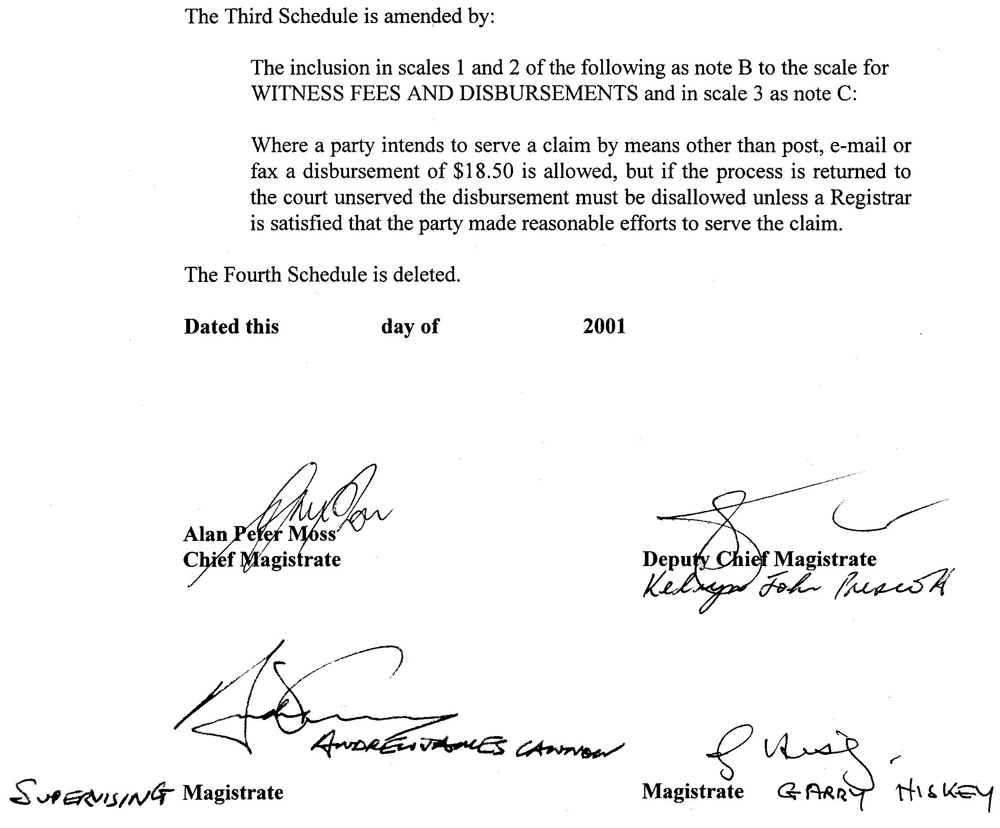 The Third Schedule is amended by:
The inclusion in scales 1 and 2 of the following as note B to the scale for
WITNESS FEES AND DISBURSEMENTS and in scale 3 as note C:
Where a party intends to serve a claim by means other than post, e-mail or
fax a disbursement of $18.50 is allowed, but if the process is returned to
the court unserved the disbursement must be disallowed unless a Registrar
is satisfied that the party made reasonable efforts to serve the claim.
The Fourth Schedule is deleted.
Dated this day of 2001
Alan Peter Moss
Chief Magistrate
Deputy Chief Magistrate
Kelvyn John Prescott
ANDREW JAMES CANNON
SUPERVISING Magistrate
Magistrate GARRY HISKEY